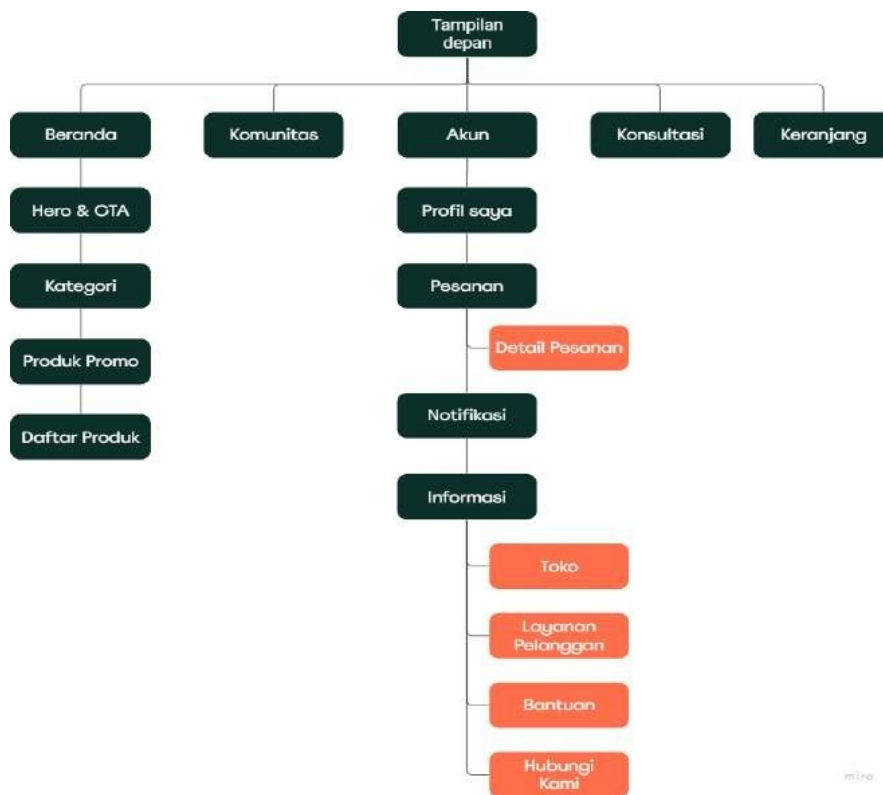 Tampilan
depan
Beranda
Komunitas
Akun
Konsultasi
Keranjang
Hero & CTA
Profil saya
Kategori
Pesanan
Produk Promo
Detail Pesanan
Daftar Produk
Notifikasi
Informasi
Toko
Layanan
Pelanggan
Bantuan
Hubungi
Kami
miro